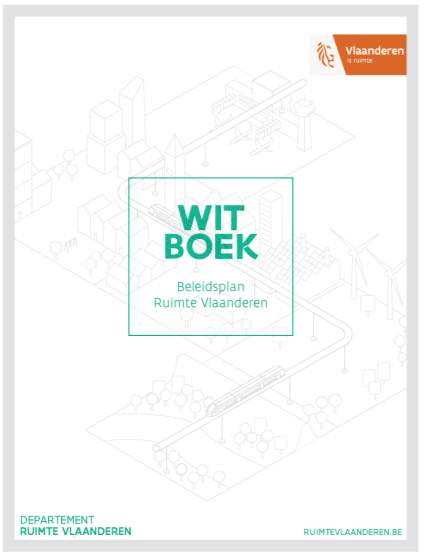 Vlaanderen
is ruimte
WIT
BOEK
Beleidsplan
Ruimte Vlaanderen
DEPARTEMENT
RUIMTE VLAANDEREN
RUIMTEVLAANDEREN.BE